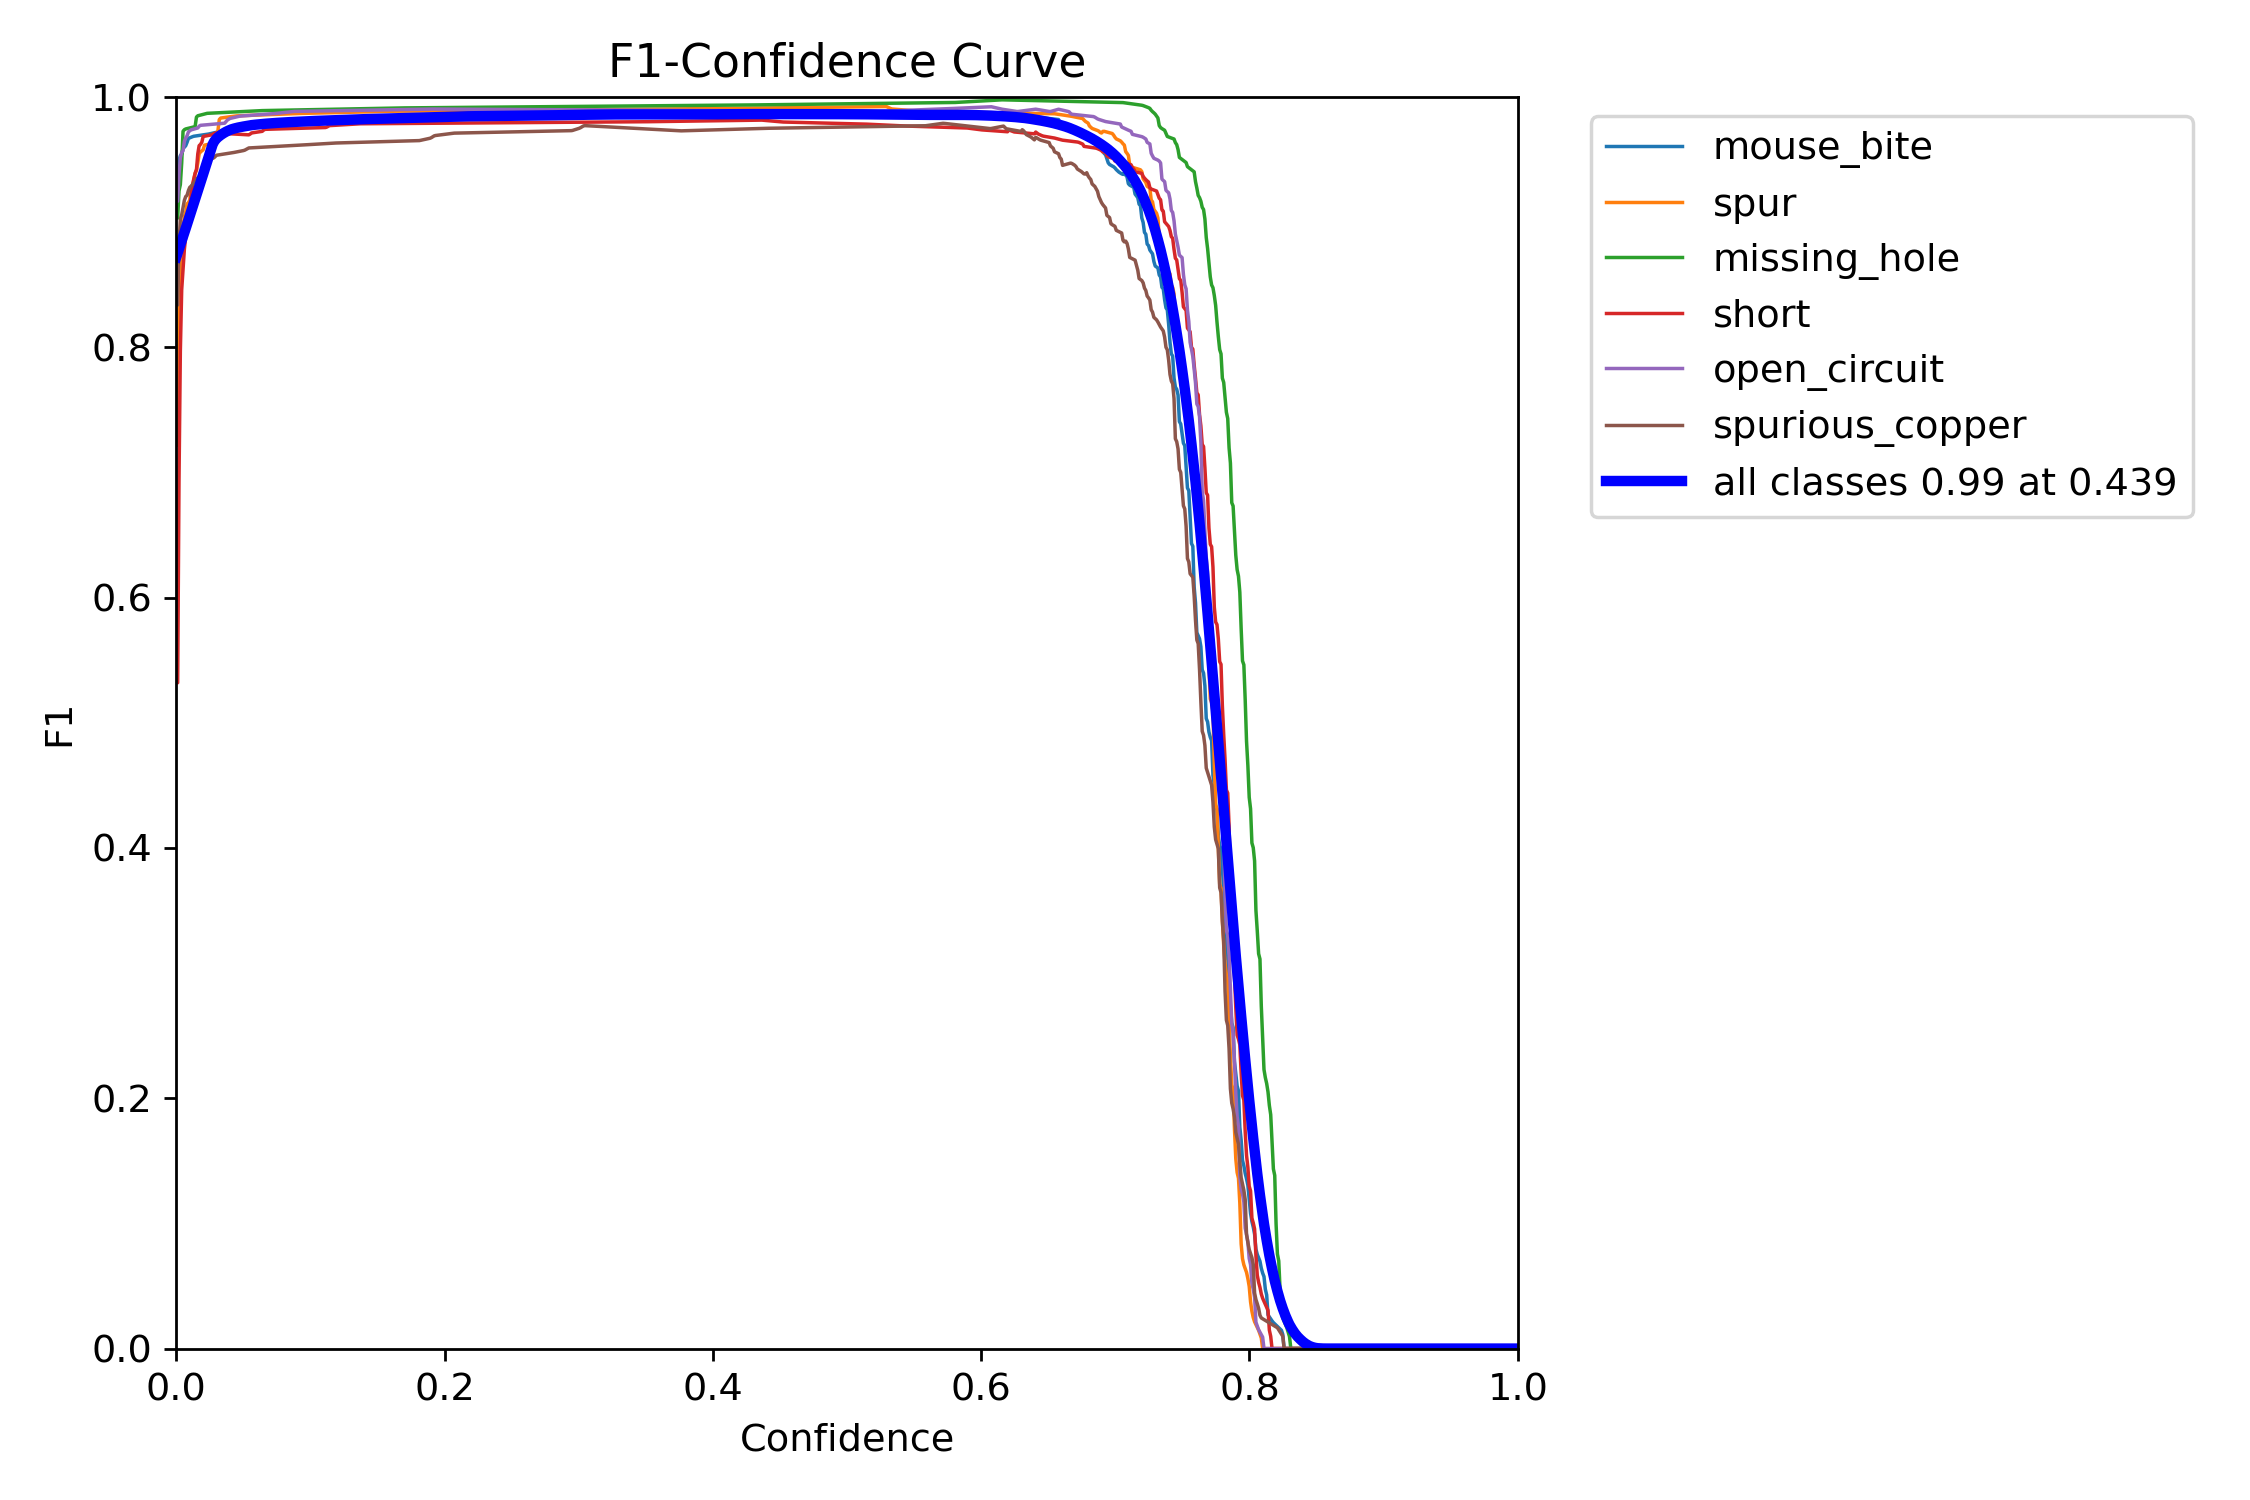 F1-Confidence Curve
1.0
0.8
0.6
0.4
0.2
0.0
F1
0.0 0.2 0.4 0.6 0.8 1.0
Confidence
mouse_bite
spur
missing_hole
short
open_circuit
spurious_copper
all classes 0.99 at 0.439